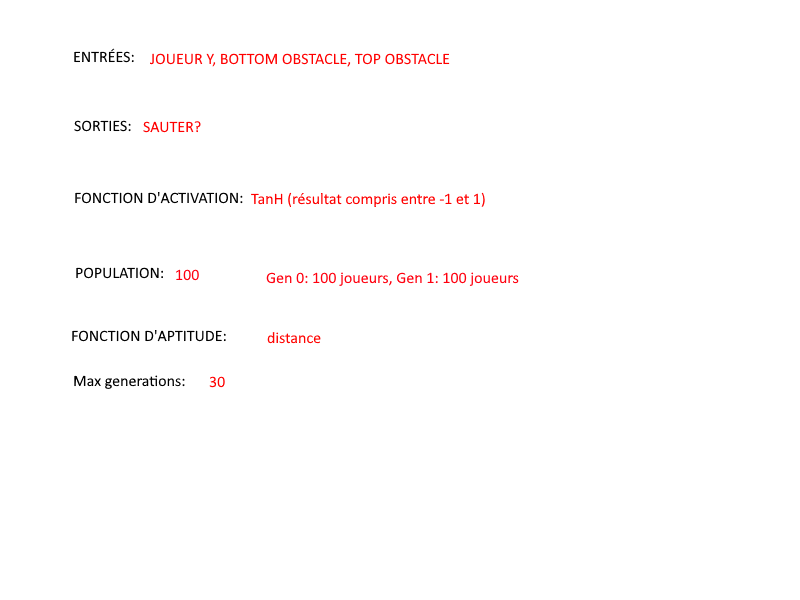 ENTRÉES: JOUEUR Y, BOTTOM OBSTACLE, TOP OBSTACLE
SORTIES: SAUTER?
FONCTION D'ACTIVATION: TanH (résultat compris entre -1 et 1)
POPULATION: 100 Gen 0: 100 joueurs, Gen 1: 100 joueurs
FONCTION D'APTITUDE: distance
Max generations: 30